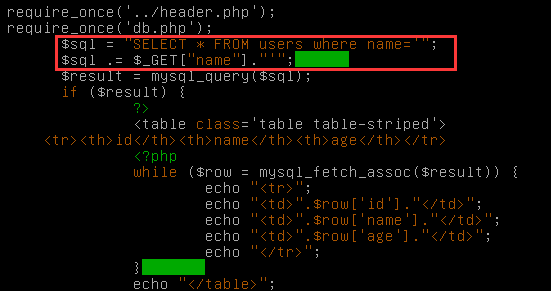 require_once('../header.php');
require_once('db.php');
$sql = "SELECT * FROM users where name='";
$sql .= $_GET["name"]."'";
$result = mysql_query($sql);
if ($result) {
?>
<table class='table table-striped'>
<tr><th>id</th><th>name</th><th>age</th></tr>
<?php
while ($row = mysql_fetch_assoc($result)) {
echo "<tr>";
echo "<td>".$row['id']."</td>";
echo "<td>".$row['name']."</td>";
echo "<td>".$row['age']."</td>";
echo "</tr>";
}
echo "</table>";